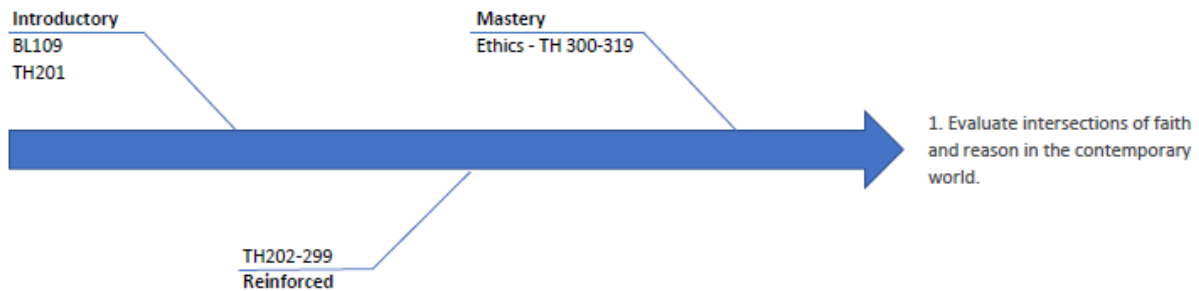 Introductory
BL109
TH201
Mastery
Ethics - TH 300-319
1. Evaluate intersections of faith
and reason in the contemporary
world.
TH202-299
Reinforced